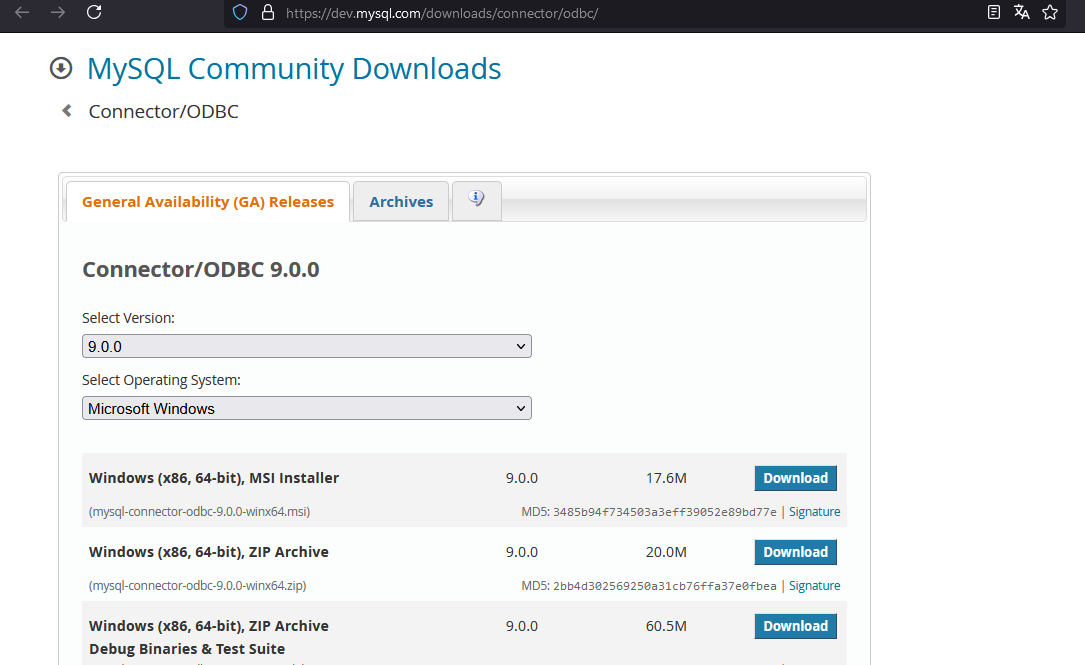 https://dev.mysql.com/downloads/connector/odbc/
MySQL Community Downloads
Connector/ODBC
General Availability (GA) Releases
Archives
Connector/ODBC 9.0.0
Select Version:
9.0.0
Select Operating System:
Microsoft Windows
Windows (x86, 64-bit), MSI Installer 9.0.0 17.6M Download
(mysql-connector-odbc-9.0.0-winx64.msi) MD5: 3485b94f734503a3eff39052e89bd77e | Signature
Windows (x86, 64-bit), ZIP Archive 9.0.0 20.0M Download
(mysql-connector-odbc-9.0.0-winx64.zip) MD5: 2bb4d302569250a31cb76ffa37e0fbea | Signature
Windows (x86, 64-bit), ZIP Archive 9.0.0 60.5M Download
Debug Binaries & Test Suite